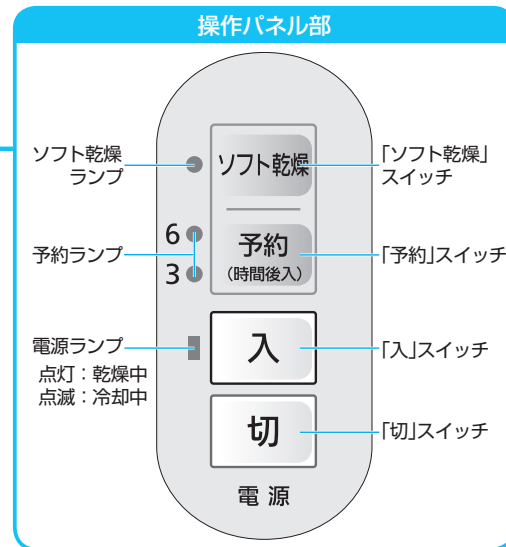 操作パネル部
ソフト乾燥
ランプ
ソフト乾燥
「ソフト乾燥」
スイッチ
予約ランプ
6
3
予約
(時間後入)
「予約」スイッチ
電源ランプ
点灯：乾燥中
点滅：冷却中
入
「入」スイッチ
切
「切」スイッチ
電源